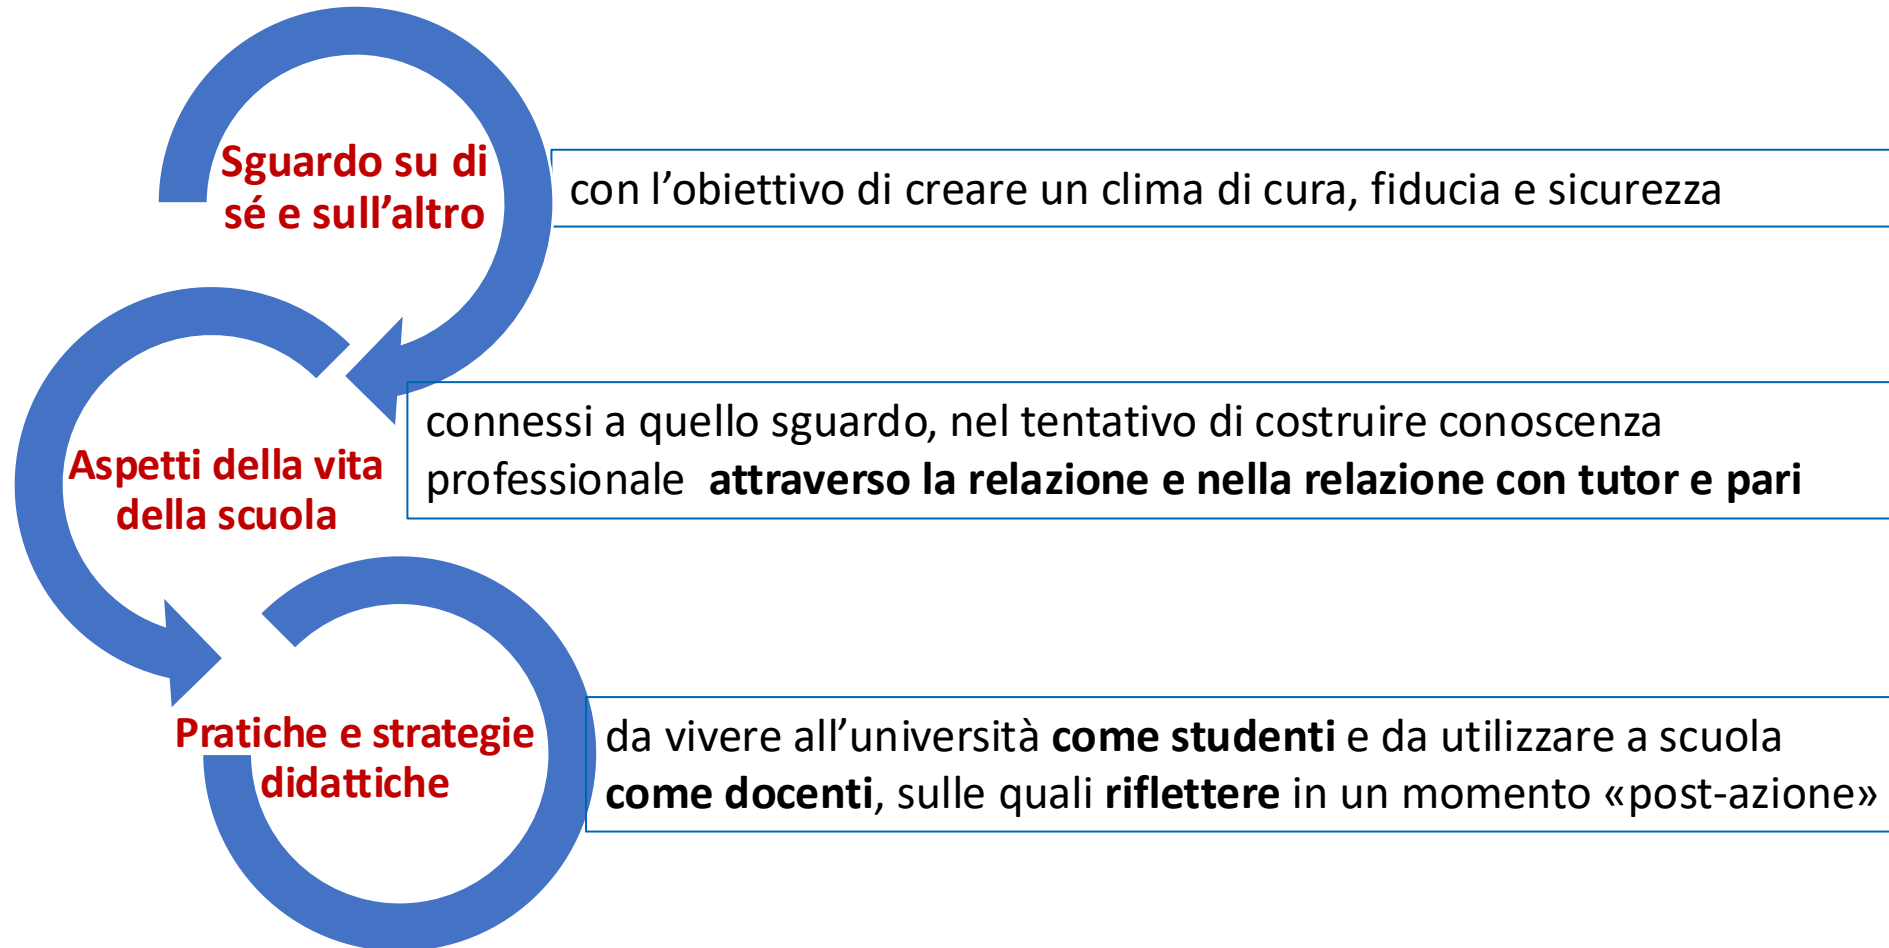 Sguardo su di
sé e sull’altro
con l’obiettivo di creare un clima di cura, fiducia e sicurezza
Aspetti della vita
della scuola
connessi a quello sguardo, nel tentativo di costruire conoscenza
professionale attraverso la relazione e nella relazione con tutor e pari
Pratiche e strategie
didattiche
da vivere all’università come studenti e da utilizzare a scuola
come docenti, sulle quali riflettere in un momento «post-azione»